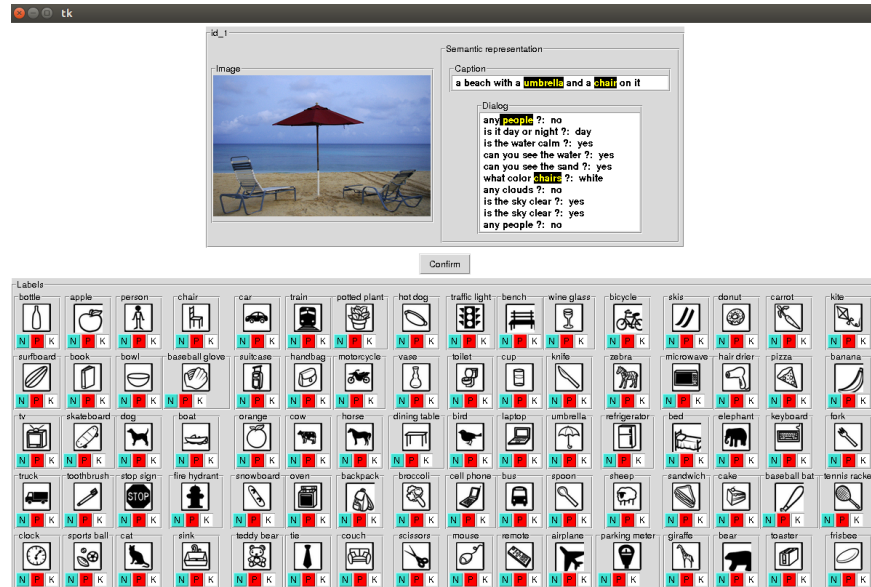 tk
id_1
Image
Semantic representation
Caption
a beach with a umbrella and a chair on it
Dialog
any people ?: no
is it day or night ?: day
is the water calm ?: yes
can you see the water ?: yes
can you see the sand ?: yes
what color chairs ?: white
any clouds ?: no
is the sky clear ?: yes
is the sky clear ?: yes
any people ?: no
Confirm
Labels
bottle apple person chair car train potted plant hot dog traffic light bench wine glass bicycle skis donut carrot kite
N P K N P K N P K N P K N P K N P K N P K N P K N P K N P K N P K N P K N P K N P K N P K N P K
surfboard book bowl baseball glove suitcase handbag motorcycle vase toilet cup knife zebra microwave hair drier pizza banana
N P K N P K N P K N P K N P K N P K N P K N P K N P K N P K N P K N P K N P K N P K N P K N P K
tv skateboard dog boat orange cow horse dining table bird laptop umbrella refrigerator bed elephant keyboard fork
N P K N P K N P K N P K N P K N P K N P K N P K N P K N P K N P K N P K N P K N P K N P K N P K
truck toothbrush stop sign fire hydrant snowboard oven backpack broccoli cell phone bus spoon sheep sandwich cake baseball bat tennis racke
STOP
N P K N P K N P K N P K N P K N P K N P K N P K N P K N P K N P K N P K N P K N P K N P K N P K
clock sports ball cat sink teddy bear tie couch scissors mouse remote airplane parking meter giraffe bear toaster frisbee
N P K N P K N P K N P K N P K N P K N P K N P K N P K N P K N P K N P K N P K N P K N P K N P K